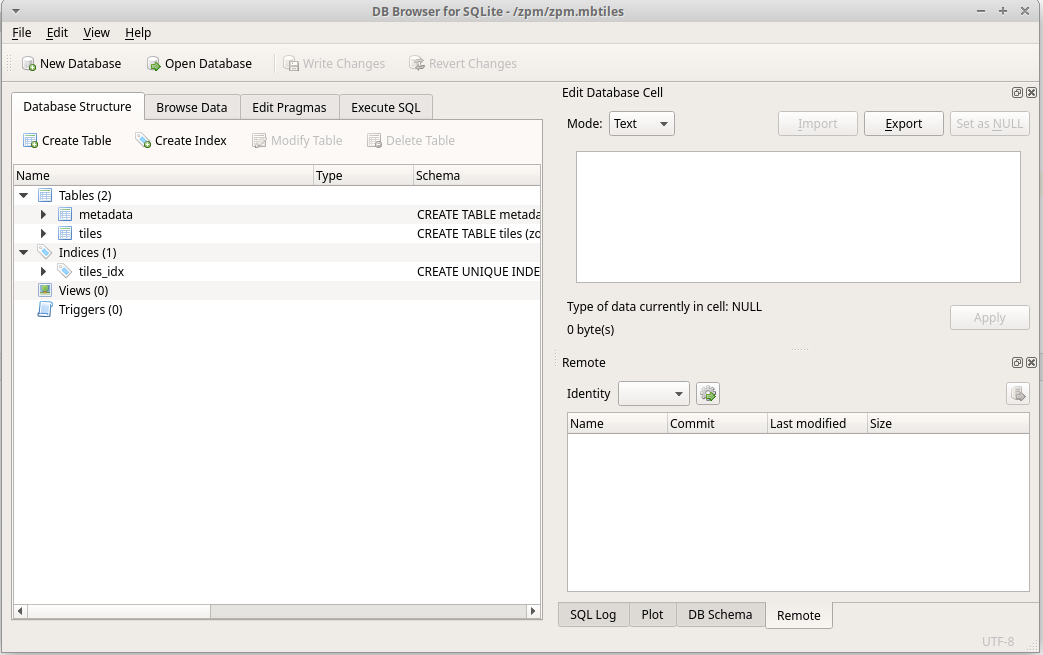 DB Browser for SQLite - /zpm/zpm.mbtiles
File Edit View Help
New Database Open Database Write Changes Revert Changes
Database Structure Browse Data Edit Pragmas Execute SQL
Create Table Create Index Modify Table Delete Table
Name Type Schema
Tables (2)
metadata CREATE TABLE metada
tiles CREATE TABLE tiles (zo
Indices (1)
tiles_idx CREATE UNIQUE INDE
Views (0)
Triggers (0)
Edit Database Cell
Mode: Text Import Export Set as NULL
Type of data currently in cell: NULL
0 byte(s)
Apply
Remote
Identity
Name Commit Last modified Size
SQL Log Plot DB Schema Remote
UTF-8